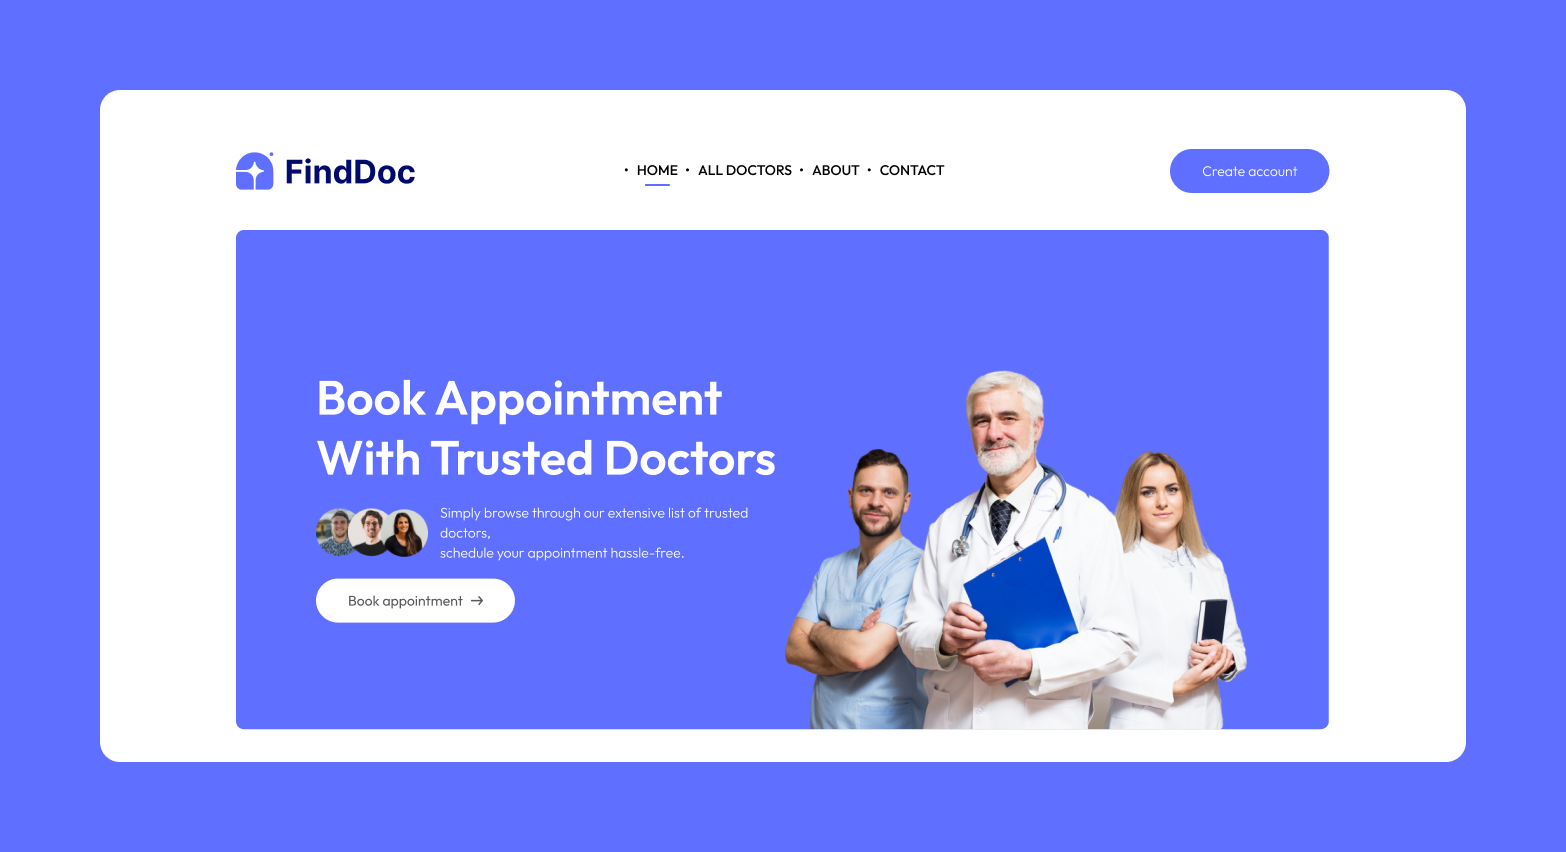 FindDoc
• HOME • ALL DOCTORS • ABOUT • CONTACT
Create account
Book Appointment
With Trusted Doctors
Simply browse through our extensive list of trusted
doctors,
schedule your appointment hassle-free.
Book appointment →